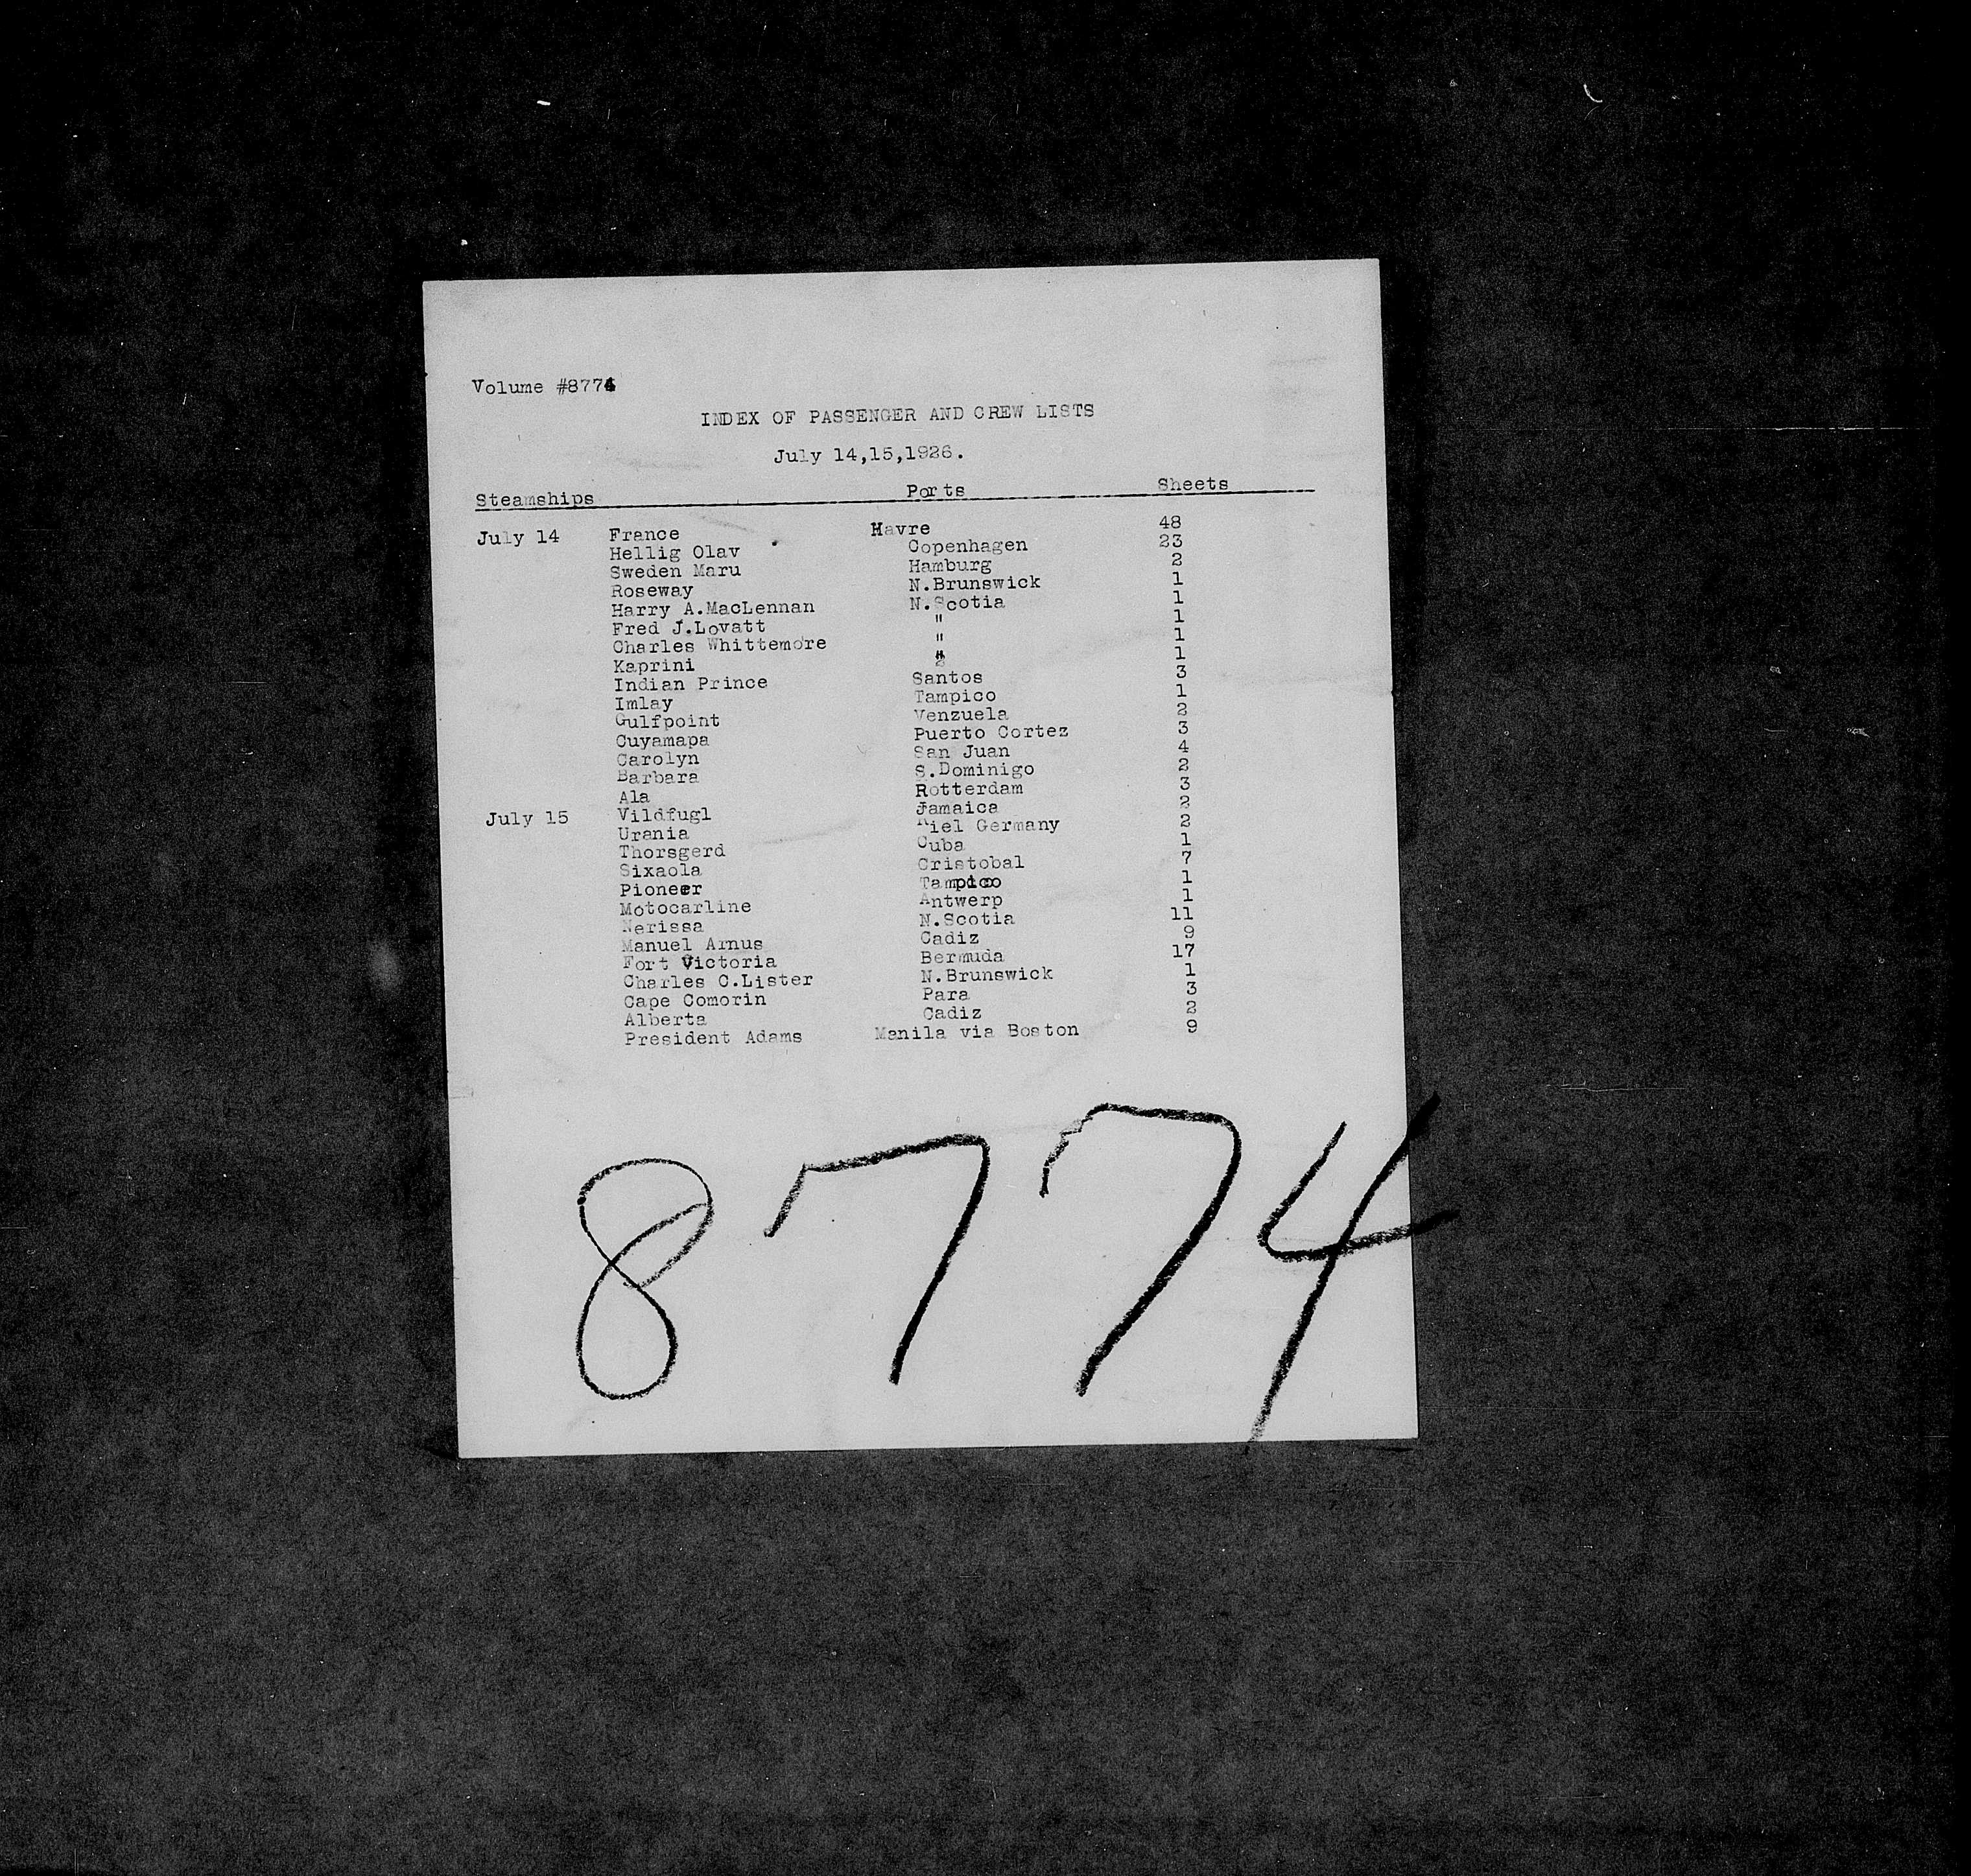 Volume #8774
INDEX OF PASSENGER AND CREW LISTS
July 14,15,1926.
Steamships Ports Sheets
July 14 France Havre 48
Hellig Olav Copenhagen 23
Sweden Maru Hamburg 2
Roseway N.Brunswick 1
Harry A.MacLennan N.Scotia 1
Fred J.Lovatt " 1
Charles Whittemore " 1
Kaprini " 1
Indian Prince Santos 3
Imlay Tampico 1
Gulfpoint Venzuela 2
Cuyamapa Puerto Cortez 3
Carolyn San Juan 4
Barbara S.Dominigo 2
Ala Rotterdam 3
July 15 Vildfugl Jamaica 2
Urania Kiel Germany 2
Thorsgerd Cuba 1
Sixaola Cristobal 7
Pioneer Tampico 1
Motocarline Antwerp 1
Nerissa N.Scotia 11
Manuel Arnus Cadiz 9
Fort Victoria Bermuda 17
Charles C.Lister N.Brunswick 1
Cape Comorin Para 3
Alberta Cadiz 2
President Adams Manila via Boston 9
8774